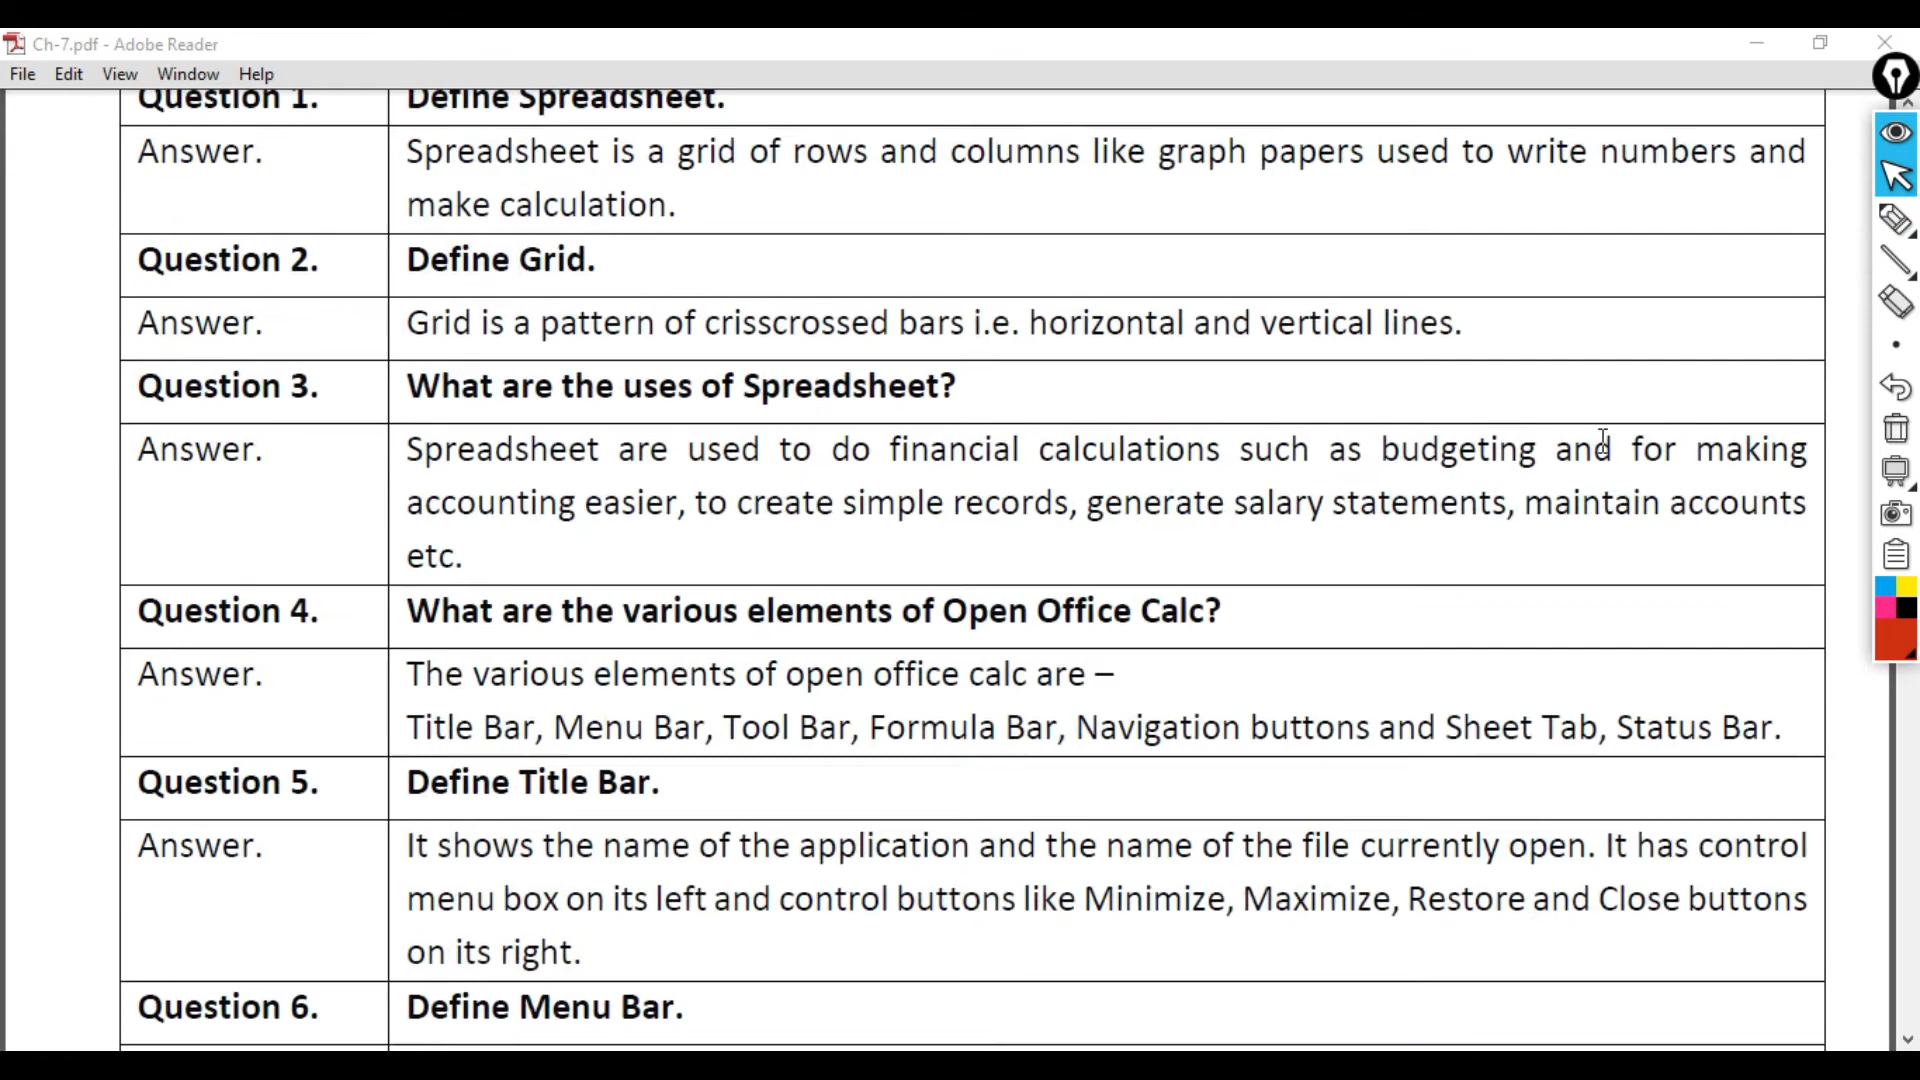 Ch-7.pdf - Adobe Reader
File Edit View Window Help
Question 1. Define Spreadsheet.
Answer. Spreadsheet is a grid of rows and columns like graph papers used to write numbers and
make calculation.
Question 2. Define Grid.
Answer. Grid is a pattern of crisscrossed bars i.e. horizontal and vertical lines.
Question 3. What are the uses of Spreadsheet?
Answer. Spreadsheet are used to do financial calculations such as budgeting and for making
accounting easier, to create simple records, generate salary statements, maintain accounts
etc.
Question 4. What are the various elements of Open Office Calc?
Answer. The various elements of open office calc are –
Title Bar, Menu Bar, Tool Bar, Formula Bar, Navigation buttons and Sheet Tab, Status Bar.
Question 5. Define Title Bar.
Answer. It shows the name of the application and the name of the file currently open. It has control
menu box on its left and control buttons like Minimize, Maximize, Restore and Close buttons
on its right.
Question 6. Define Menu Bar.